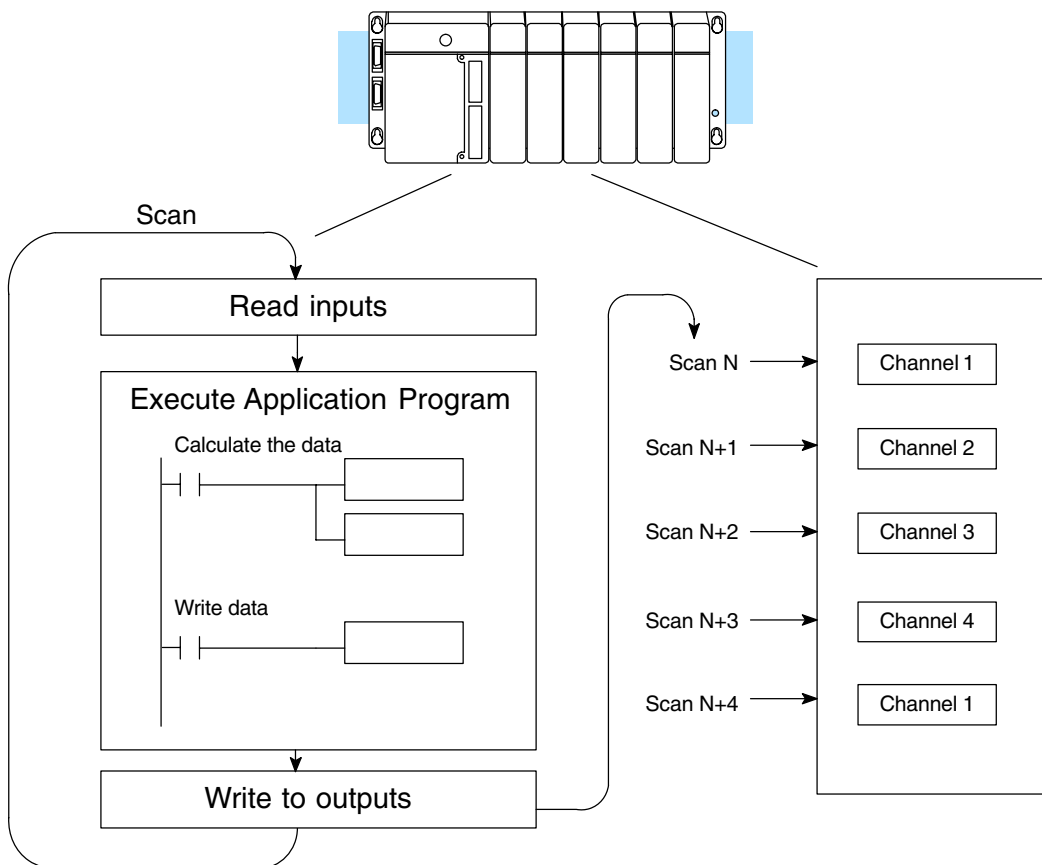 Scan
Read inputs
Execute Application Program
Calculate the data
Write data
Write to outputs
Scan N
Channel 1
Scan N+1
Channel 2
Scan N+2
Channel 3
Scan N+3
Channel 4
Scan N+4
Channel 1